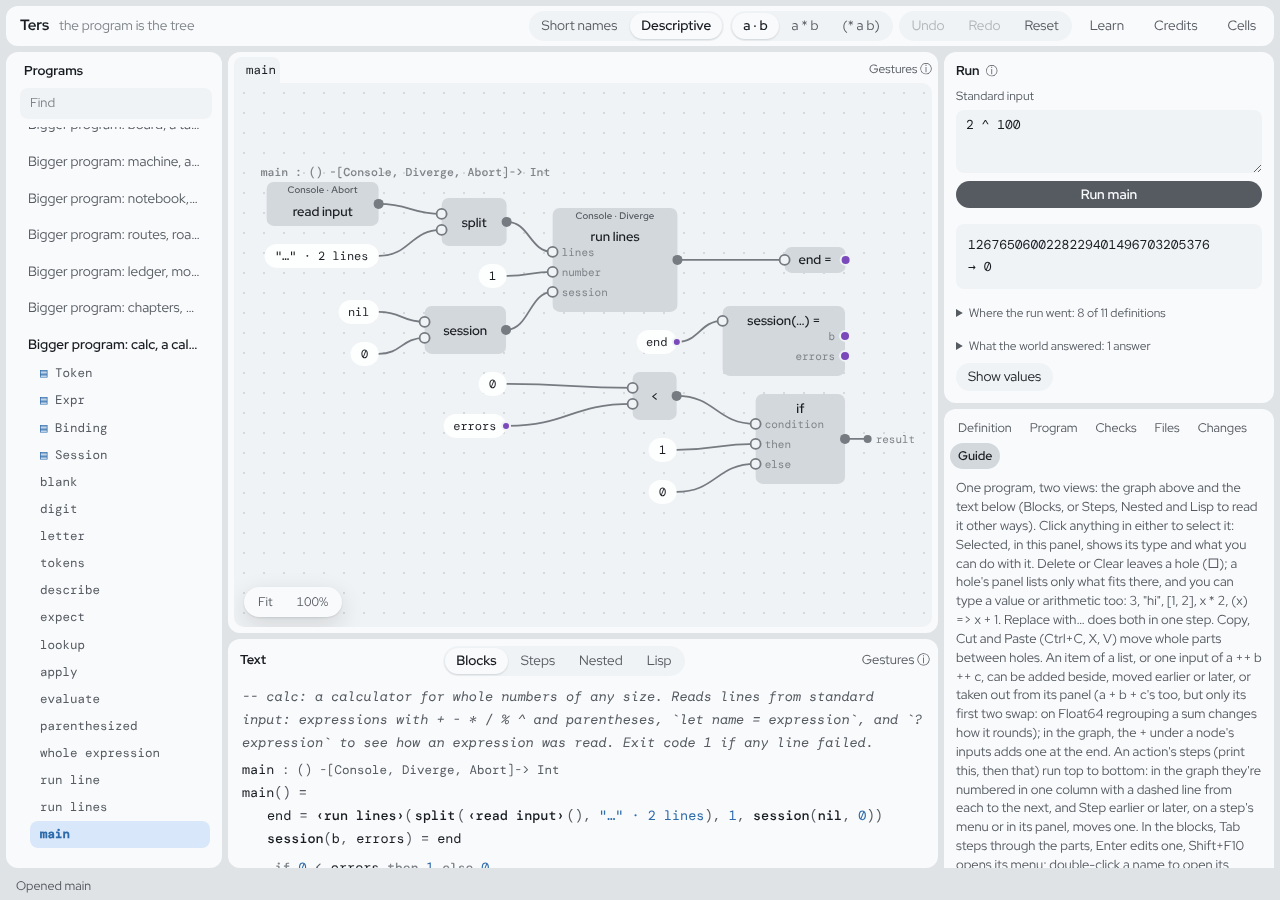 Ters the program is the tree
Short names Descriptive a · b a * b (* a b) Undo Redo Reset Learn Credits Cells
Programs
Find
Bigger program: board, a ta...
Bigger program: machine, a...
Bigger program: notebook,...
Bigger program: routes, roa...
Bigger program: ledger, mo...
Bigger program: chapters, ...
Bigger program: calc, a cal...
Token
Expr
Binding
Session
blank
digit
letter
tokens
describe
expect
lookup
apply
evaluate
parenthesized
whole expression
run line
run lines
main
main
Gestures ⓘ
main : () -[Console, Diverge, Abort]-> Int
Console · Abort
read input
"…" · 2 lines
split
1
Console · Diverge
run lines
lines
number
session
nil
0
session
end =
end
session(…) =
b
errors
0
errors
<
1
0
if
condition
then
else
result
Fit 100%
Text
Blocks Steps Nested Lisp
Gestures ⓘ
-- calc: a calculator for whole numbers of any size. Reads lines from standard
input: expressions with + - * / % ^ and parentheses, `let name = expression`, and `?
expression` to see how an expression was read. Exit code 1 if any line failed.
main : () -[Console, Diverge, Abort]-> Int
main() =
end = ‹run lines›(split(‹read input›(), "…" · 2 lines), 1, session(nil, 0))
session(b, errors) = end
if 0 < errors then 1 else 0
Run ⓘ
Standard input
2 ^ 100
Run main
1267650600228229401496703205376
→ 0
Where the run went: 8 of 11 definitions
What the world answered: 1 answer
Show values
Definition Program Checks Files Changes
Guide
One program, two views: the graph above and the
text below (Blocks, or Steps, Nested and Lisp to read
it other ways). Click anything in either to select it:
Selected, in this panel, shows its type and what you
can do with it. Delete or Clear leaves a hole (☐); a
hole's panel lists only what fits there, and you can
type a value or arithmetic too: 3, "hi", [1, 2], x * 2, (x)
=> x + 1. Replace with… does both in one step. Copy,
Cut and Paste (Ctrl+C, X, V) move whole parts
between holes. An item of a list, or one input of a ++ b
++ c, can be added beside, moved earlier or later, or
taken out from its panel (a + b + c's too, but only its
first two swap: on Float64 regrouping a sum changes
how it rounds); in the graph, the + under a node's
inputs adds one at the end. An action's steps (print
this, then that) run top to bottom: in the graph they're
numbered in one column with a dashed line from
each to the next, and Step earlier or later, on a step's
menu or in its panel, moves one. In the blocks, Tab
steps through the parts, Enter edits one, Shift+F10
opens its menu; double-click a name to open its
Opened main